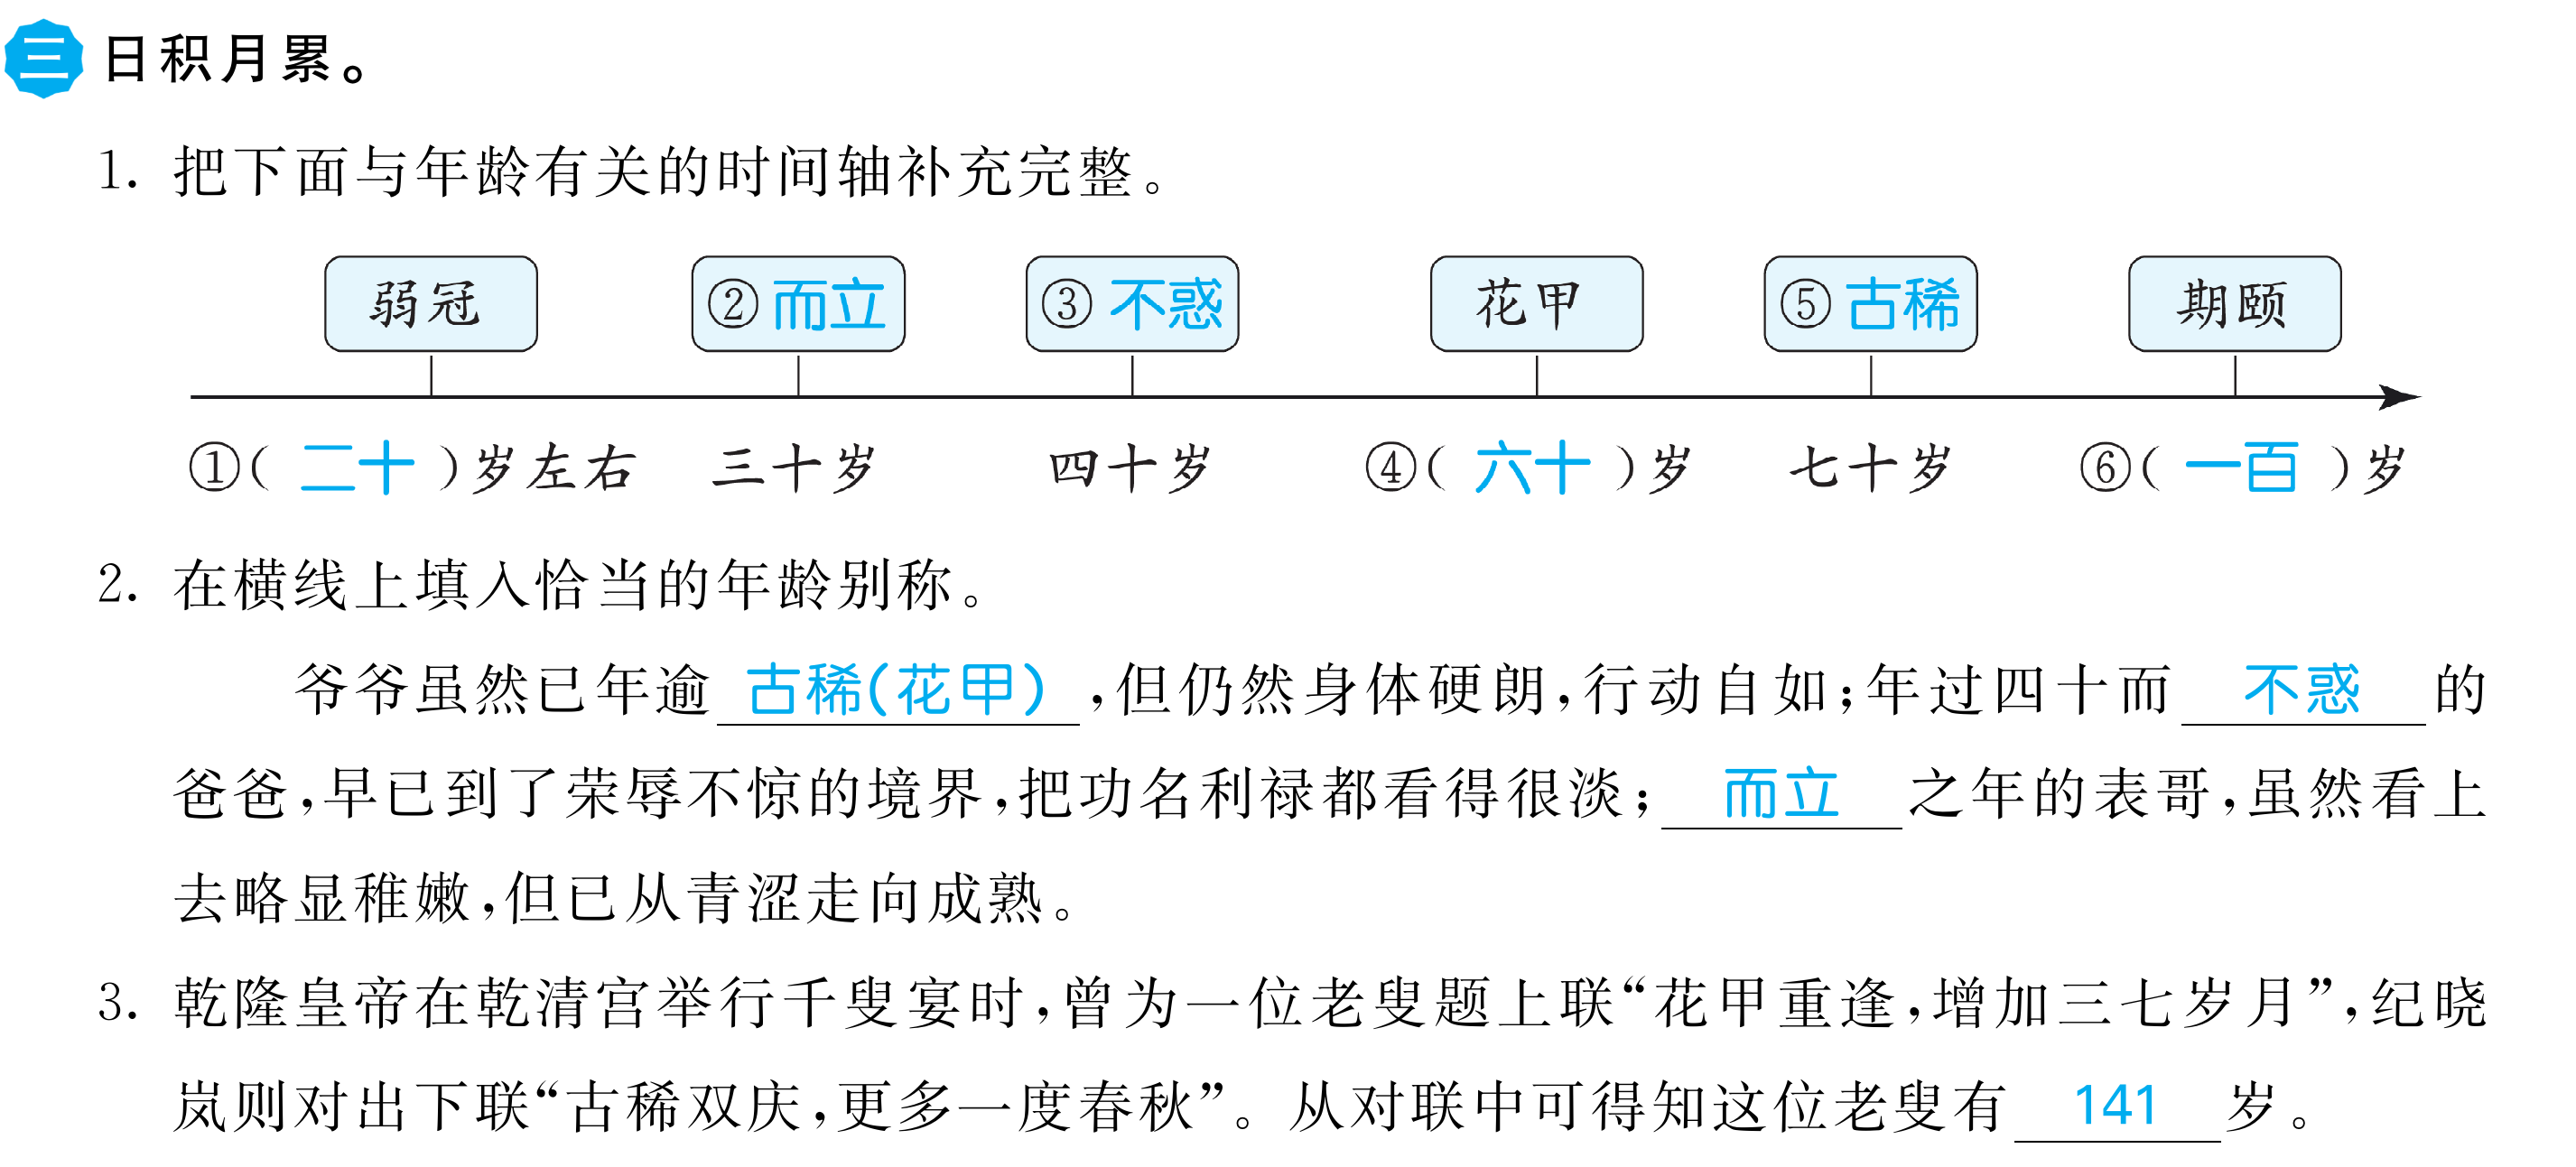 三 日积月累。
1. 把下面与年龄有关的时间轴补充完整。
弱冠 ②而立 ③不惑 花甲 ⑤古稀 期颐
①( 二十 )岁左右 三十岁 四十岁 ④( 六十 )岁 七十岁 ⑥( 一百 )岁
2. 在横线上填入恰当的年龄别称。
爷爷虽然已年逾 古稀(花甲) ,但仍然身体硬朗,行动自如;年过四十而 不惑 的
爸爸,早已到了荣辱不惊的境界,把功名利禄都看得很淡; 而立 之年的表哥,虽然看上
去略显稚嫩,但已从青涩走向成熟。
3. 乾隆皇帝在乾清宫举行千叟宴时,曾为一位老叟题上联“花甲重逢,增加三七岁月”,纪晓
岚则对出下联“古稀双庆,更多一度春秋”。从对联中可得知这位老叟有 141 岁。